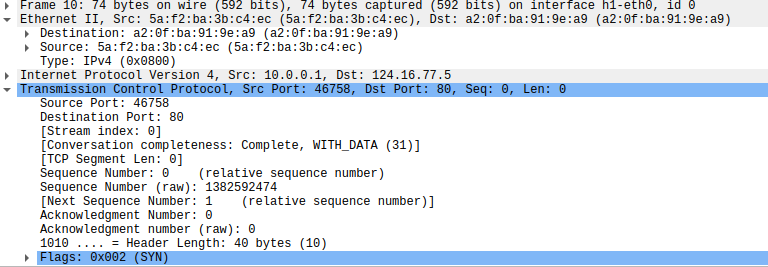 Frame 10: 74 bytes on wire (592 bits), 74 bytes captured (592 bits) on interface h1-eth0, id 0
Ethernet II, Src: 5a:f2:ba:3b:c4:ec (5a:f2:ba:3b:c4:ec), Dst: a2:0f:ba:91:9e:a9 (a2:0f:ba:91:9e:a9)
Destination: a2:0f:ba:91:9e:a9 (a2:0f:ba:91:9e:a9)
Source: 5a:f2:ba:3b:c4:ec (5a:f2:ba:3b:c4:ec)
Type: IPv4 (0x0800)
Internet Protocol Version 4, Src: 10.0.0.1, Dst: 124.16.77.5
Transmission Control Protocol, Src Port: 46758, Dst Port: 80, Seq: 0, Len: 0
Source Port: 46758
Destination Port: 80
[Stream index: 0]
[Conversation completeness: Complete, WITH_DATA (31)]
[TCP Segment Len: 0]
Sequence Number: 0    (relative sequence number)
Sequence Number (raw): 1382592474
[Next Sequence Number: 1    (relative sequence number)]
Acknowledgment Number: 0
Acknowledgment number (raw): 0
1010 .... = Header Length: 40 bytes (10)
Flags: 0x002 (SYN)